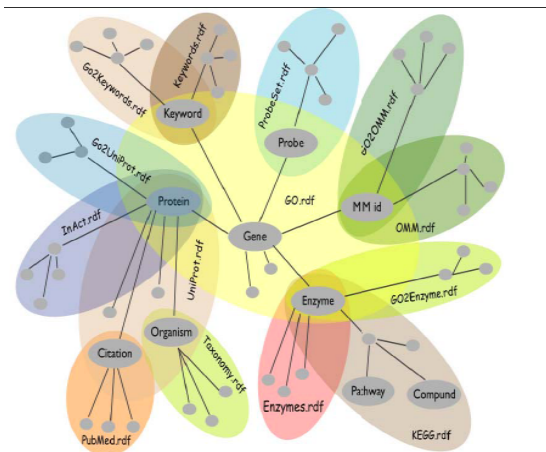 Go2Keywords.rdf
Keywords.rdf
Keyword
ProbeSet.rdf
Probe
GO2OMM.rdf
MM id
OMM.rdf
GO.rdf
Go2UniProt.rdf
Protein
InAct.rdf
Gene
UniProt.rdf
GO2Enzyme.rdf
Enzyme
Organism
Citation
Taxonomy.rdf
Enzymes.rdf
Pathway
Compund
PubMed.rdf
KEGG.rdf